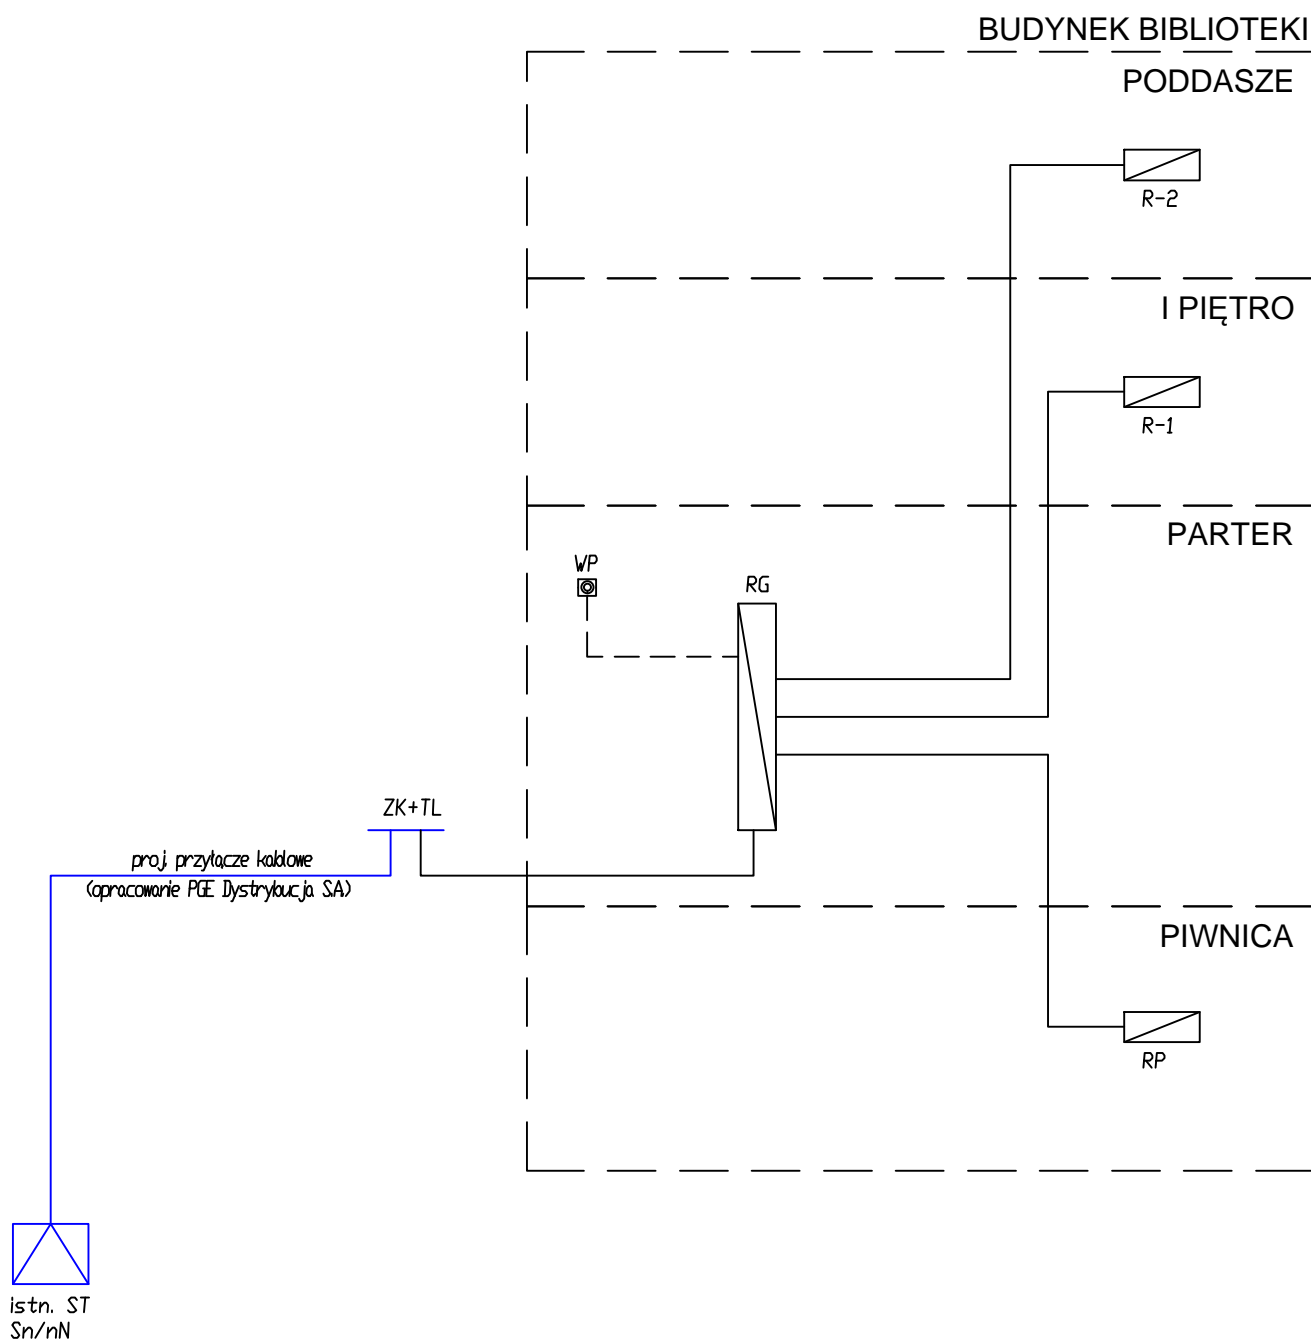 BUDYNEK BIBLIOTEKI
PODDASZE
R-2
I PIĘTRO
R-1
PARTER
WP
RG
ZK+TL
proj. przyłącze kablowe
(opracowanie PGE Dystrybucja S.A.)
PIWNICA
RP
istn. ST
Sn/nN